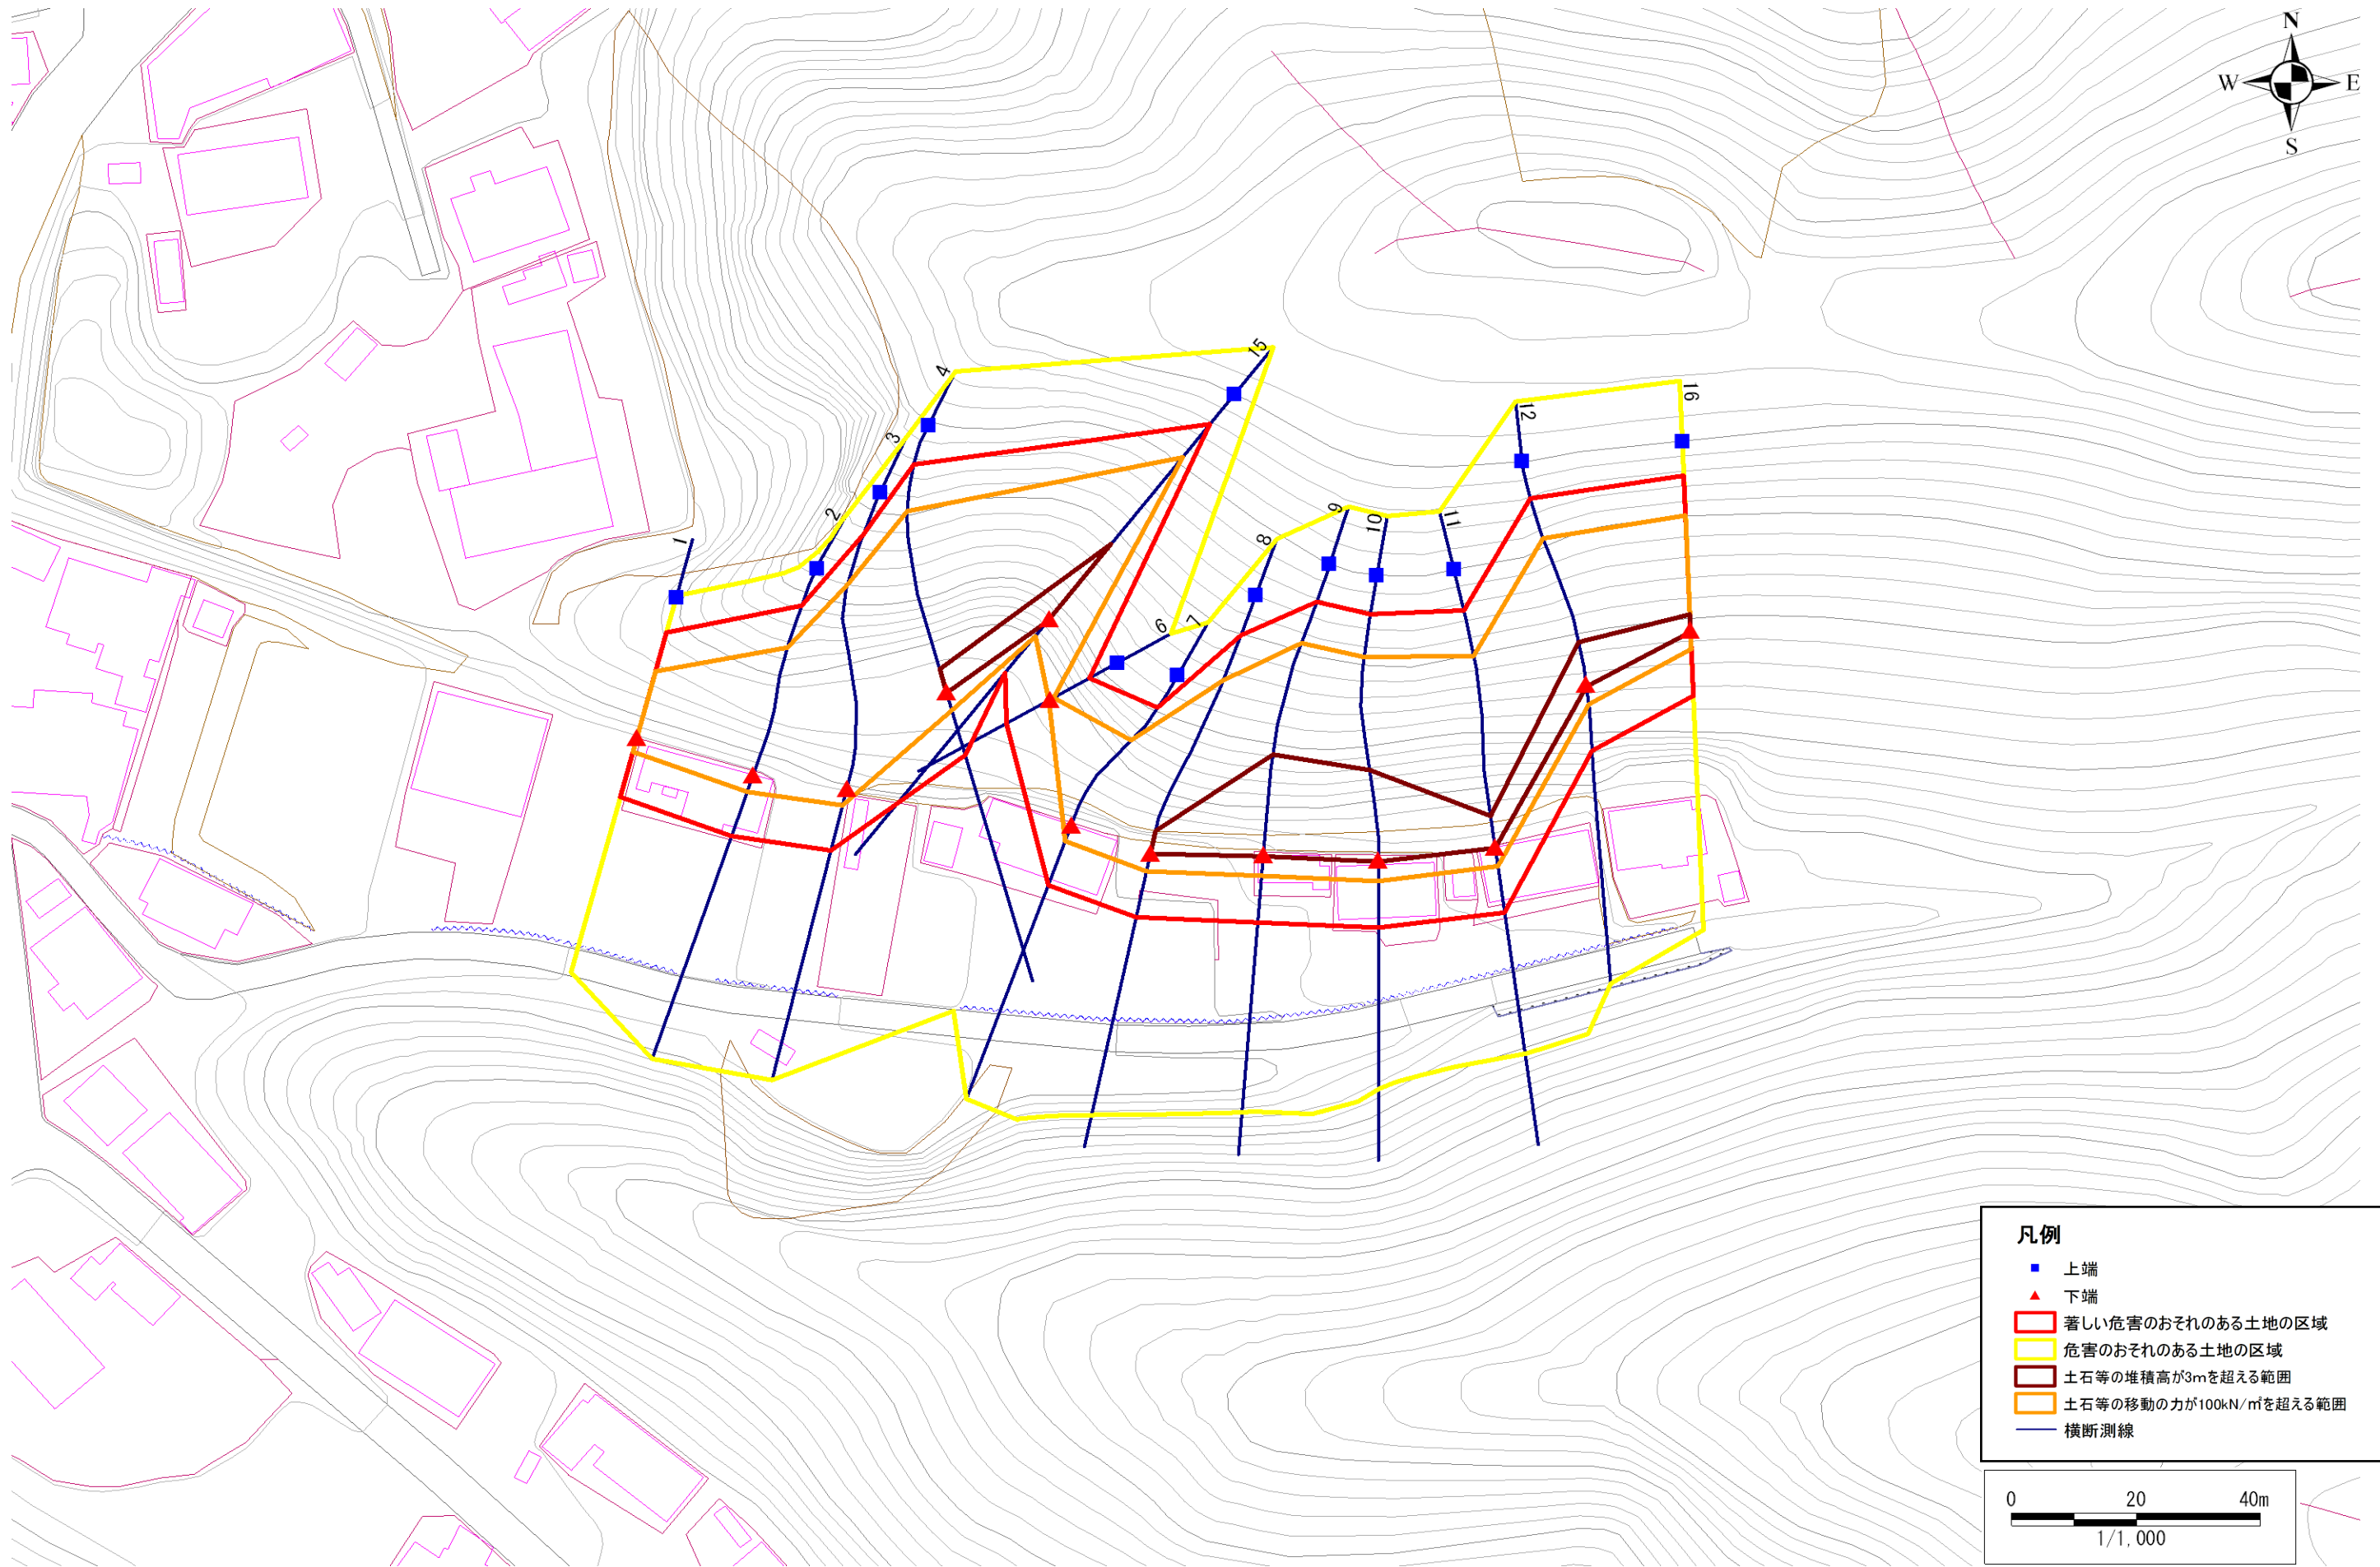 N
W E
S
15
4
16
12
3
2
9
10
11
8
1
6
7
凡例
上端
下端
著しい危害のおそれのある土地の区域
危害のおそれのある土地の区域
土石等の堆積高が3mを超える範囲
土石等の移動の力が100kN/㎡を超える範囲
横断測線
0 20 40m
1/1,000